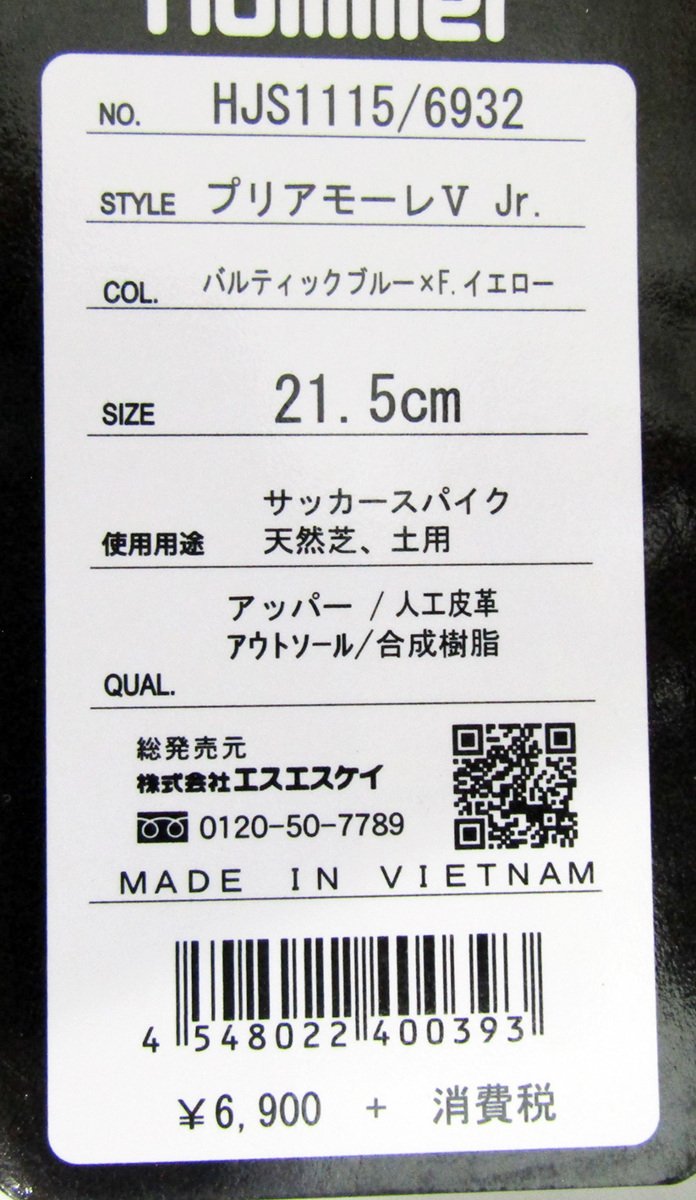 hummel
NO. HJS1115/6932
STYLE プリアモーレⅤ Jr.
COL. バルティックブルー×F.イエロー
SIZE 21.5cm
サッカースパイク
使用用途 天然芝、土用
アッパー / 人工皮革
アウトソール/合成樹脂
QUAL.
総発売元
株式会社エスエスケイ
0120-50-7789
MADE IN VIETNAM
4 548022 400393
¥6,900 + 消費税